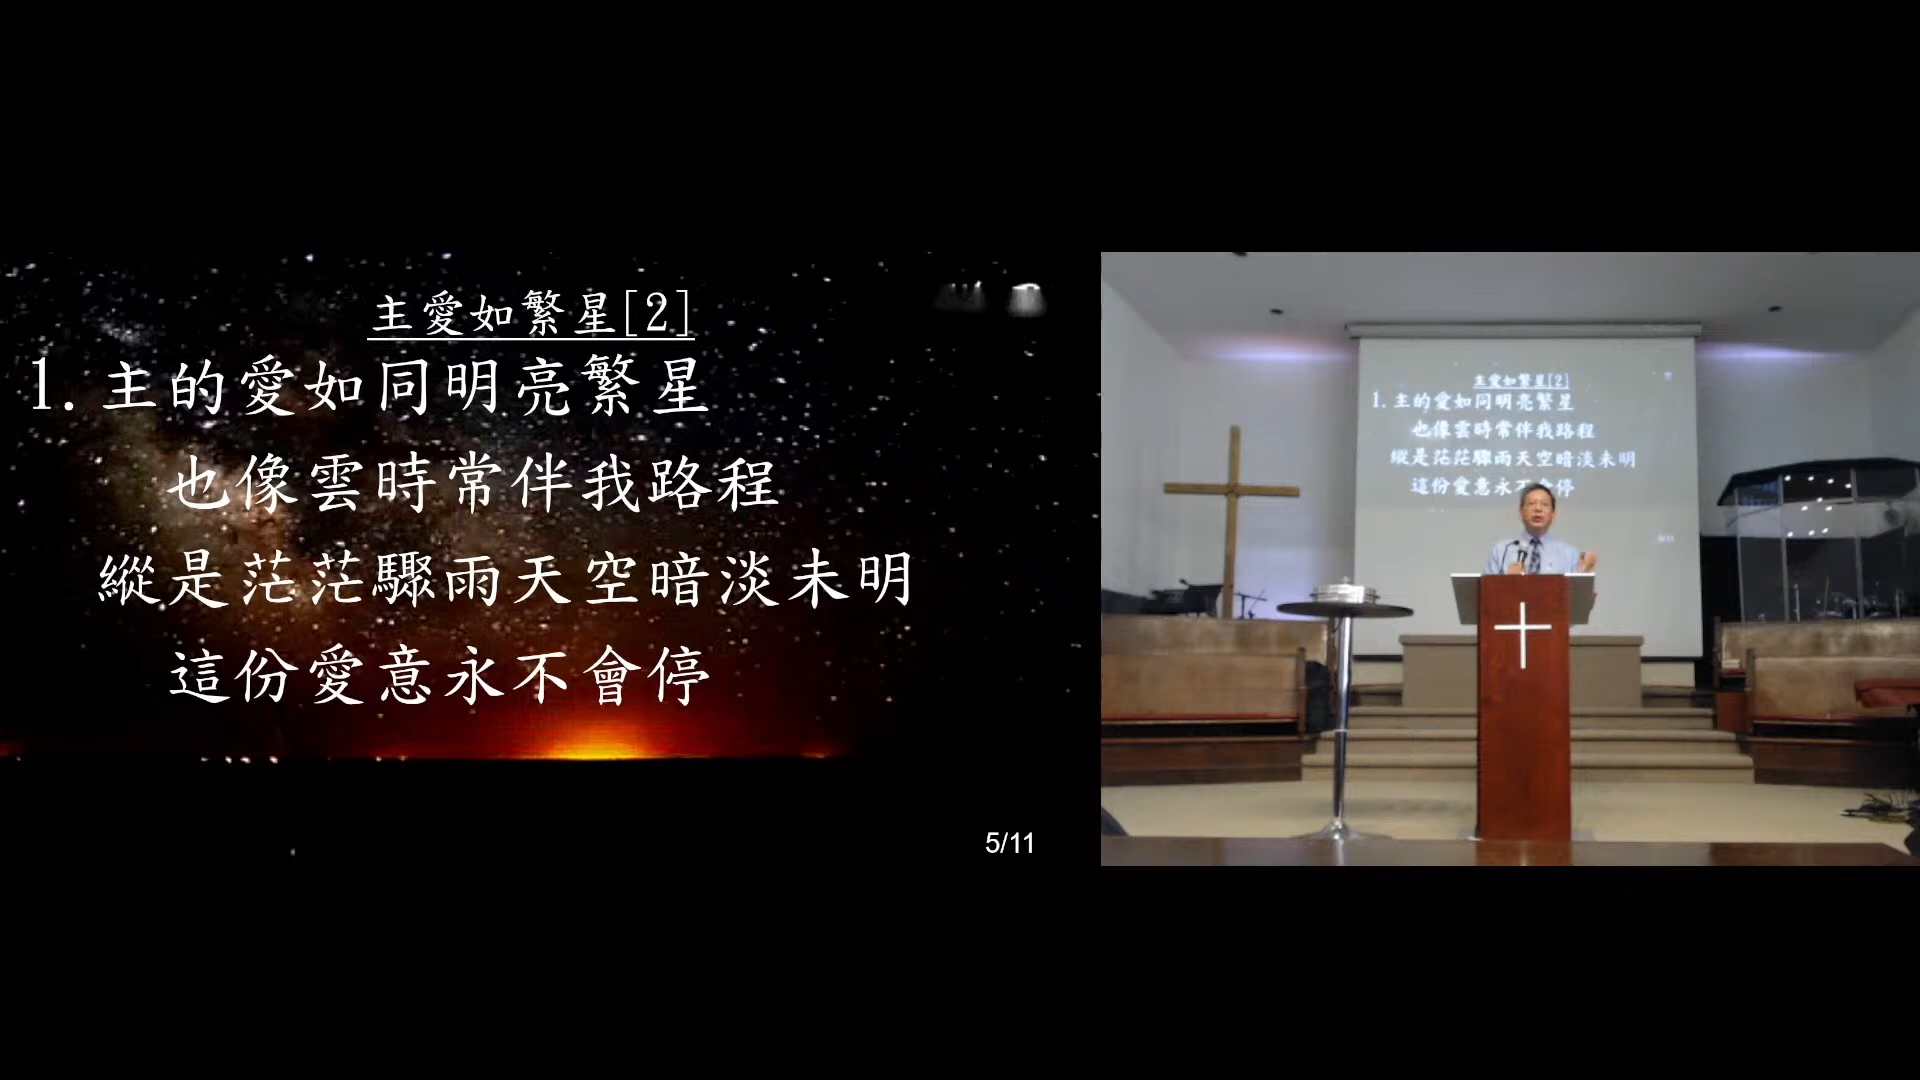 主愛如繁星[2]
1.主的愛如同明亮繁星
也像雲時常伴我路程
縱是茫茫驟雨天空暗淡未明
這份愛意永不會停
5/11
主愛如繁星[2]
1.主的愛如同明亮繁星
也像雲時常伴我路程
縱是茫茫驟雨天空暗淡未明
這份愛意永不會停